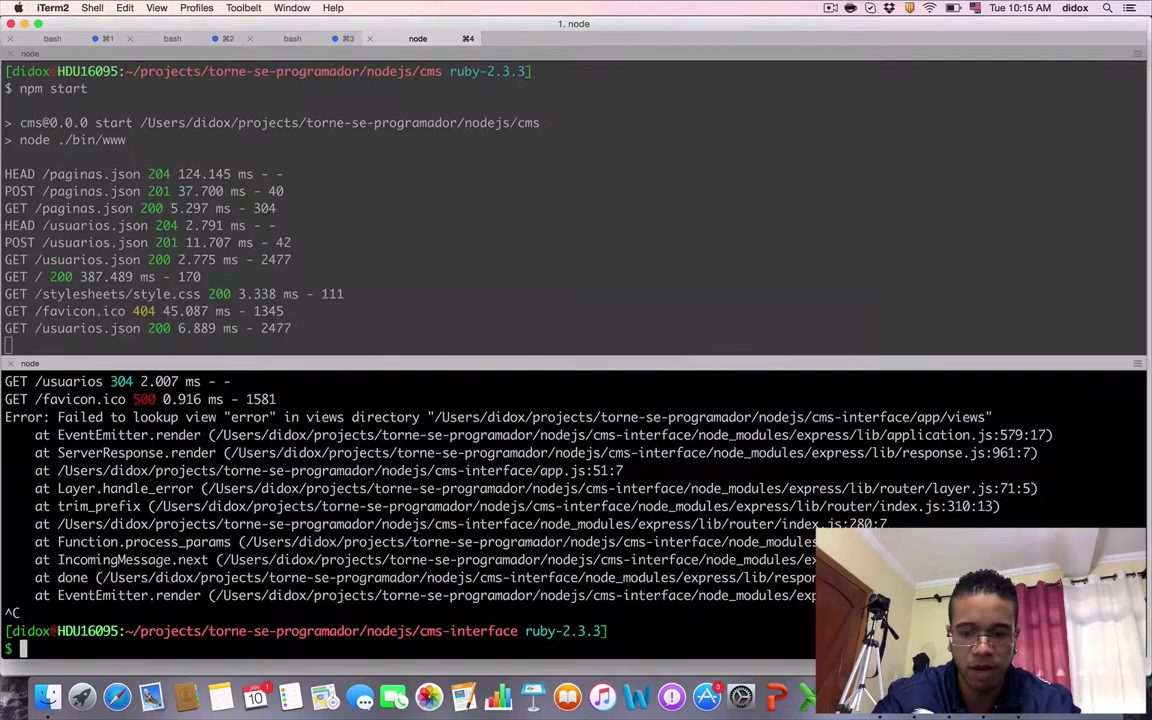 iTerm2 Shell Edit View Profiles Toolbelt Window Help Tue 10:15 AM didox
1. node
bash ⌘1 bash ⌘2 bash ⌘3 node ⌘4
node
[didox@HDU16095:~/projects/torne-se-programador/nodejs/cms ruby-2.3.3]
$ npm start
> cms@0.0.0 start /Users/didox/projects/torne-se-programador/nodejs/cms
> node ./bin/www
HEAD /paginas.json 204 124.145 ms - -
POST /paginas.json 201 37.700 ms - 40
GET /paginas.json 200 5.297 ms - 304
HEAD /usuarios.json 204 2.791 ms - -
POST /usuarios.json 201 11.707 ms - 42
GET /usuarios.json 200 2.775 ms - 2477
GET / 200 387.489 ms - 170
GET /stylesheets/style.css 200 3.338 ms - 111
GET /favicon.ico 404 45.087 ms - 1345
GET /usuarios.json 200 6.889 ms - 2477
node
GET /usuarios 304 2.007 ms - -
GET /favicon.ico 500 0.916 ms - 1581
Error: Failed to lookup view "error" in views directory "/Users/didox/projects/torne-se-programador/nodejs/cms-interface/app/views"
at EventEmitter.render (/Users/didox/projects/torne-se-programador/nodejs/cms-interface/node_modules/express/lib/application.js:579:17)
at ServerResponse.render (/Users/didox/projects/torne-se-programador/nodejs/cms-interface/node_modules/express/lib/response.js:961:7)
at /Users/didox/projects/torne-se-programador/nodejs/cms-interface/app.js:51:7
at Layer.handle_error (/Users/didox/projects/torne-se-programador/nodejs/cms-interface/node_modules/express/lib/router/layer.js:71:5)
at trim_prefix (/Users/didox/projects/torne-se-programador/nodejs/cms-interface/node_modules/express/lib/router/index.js:310:13)
at /Users/didox/projects/torne-se-programador/nodejs/cms-interface/node_modules/express/lib/router/index.js:280:7
at Function.process_params (/Users/didox/projects/torne-se-programador/nodejs/cms-interface/node_modules/
at IncomingMessage.next (/Users/didox/projects/torne-se-programador/nodejs/cms-interface/node_modules/exp
at done (/Users/didox/projects/torne-se-programador/nodejs/cms-interface/node_modules/express/lib/respon
at EventEmitter.render (/Users/didox/projects/torne-se-programador/nodejs/cms-interface/node_modules/exp
^C
[didox@HDU16095:~/projects/torne-se-programador/nodejs/cms-interface ruby-2.3.3]
$